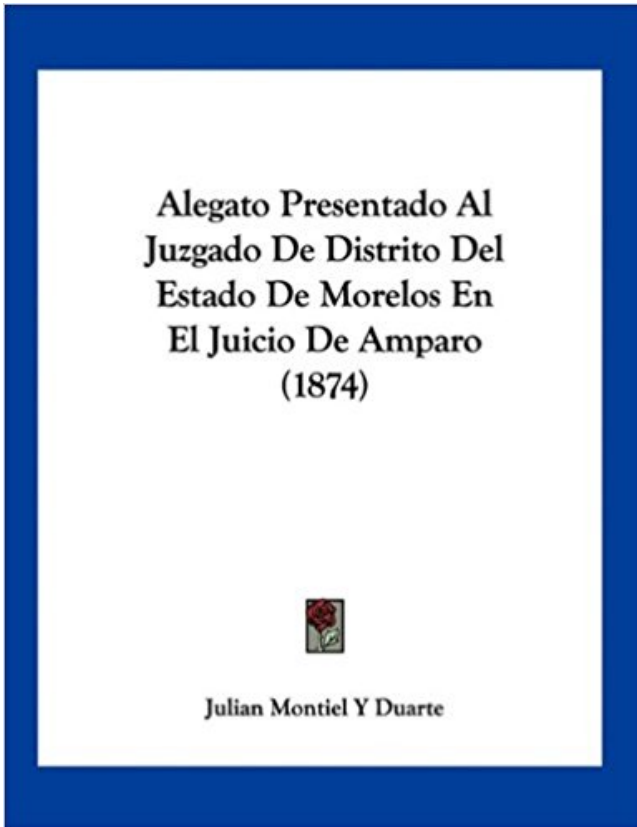 Alegato Presentado Al
Juzgado De Distrito Del
Estado De Morelos En
El Juicio De Amparo
(1874)
Julian Montiel Y Duarte